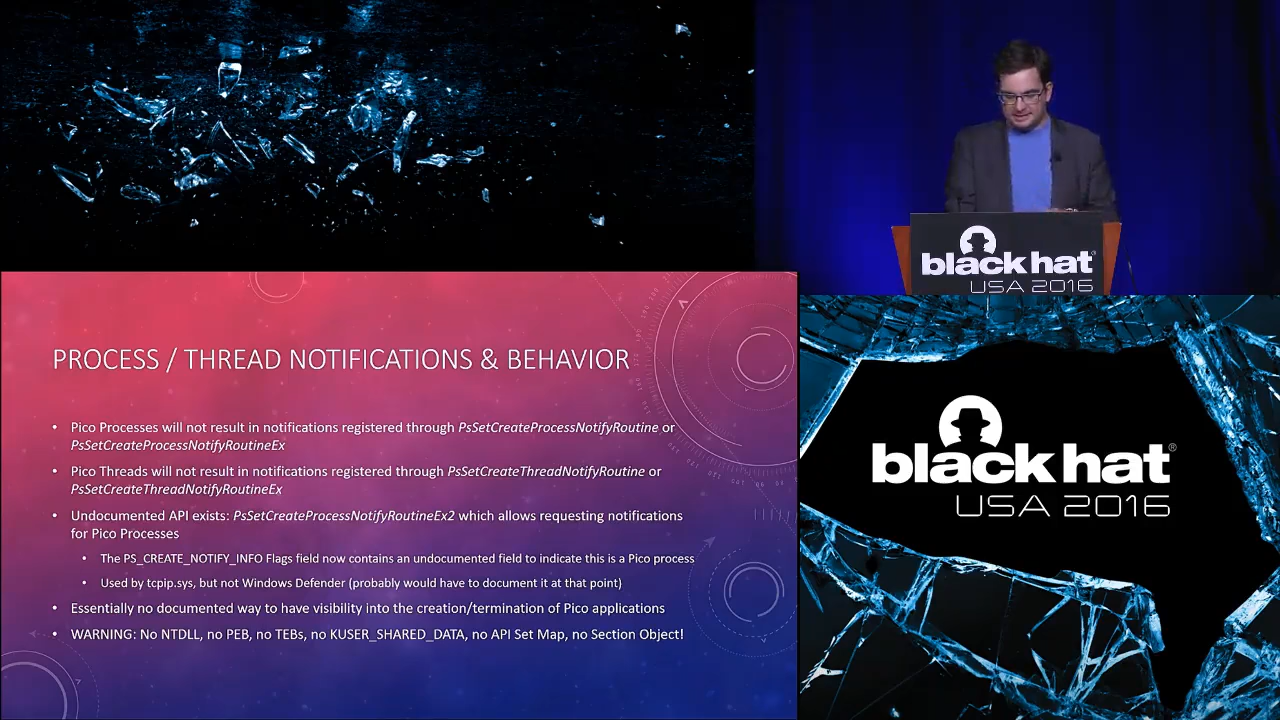 black hat
USA 2016
PROCESS / THREAD NOTIFICATIONS & BEHAVIOR
• Pico Processes will not result in notifications registered through PsSetCreateProcessNotifyRoutine or
PsSetCreateProcessNotifyRoutineEx
• Pico Threads will not result in notifications registered through PsSetCreateThreadNotifyRoutine or
PsSetCreateThreadNotifyRoutineEx
• Undocumented API exists: PsSetCreateProcessNotifyRoutineEx2 which allows requesting notifications
for Pico Processes
• The PS_CREATE_NOTIFY_INFO Flags field now contains an undocumented field to indicate this is a Pico process
• Used by tcpip.sys, but not Windows Defender (probably would have to document it at that point)
• Essentially no documented way to have visibility into the creation/termination of Pico applications
• WARNING: No NTDLL, no PEB, no TEBs, no KUSER_SHARED_DATA, no API Set Map, no Section Object!
black hat®
USA 2016